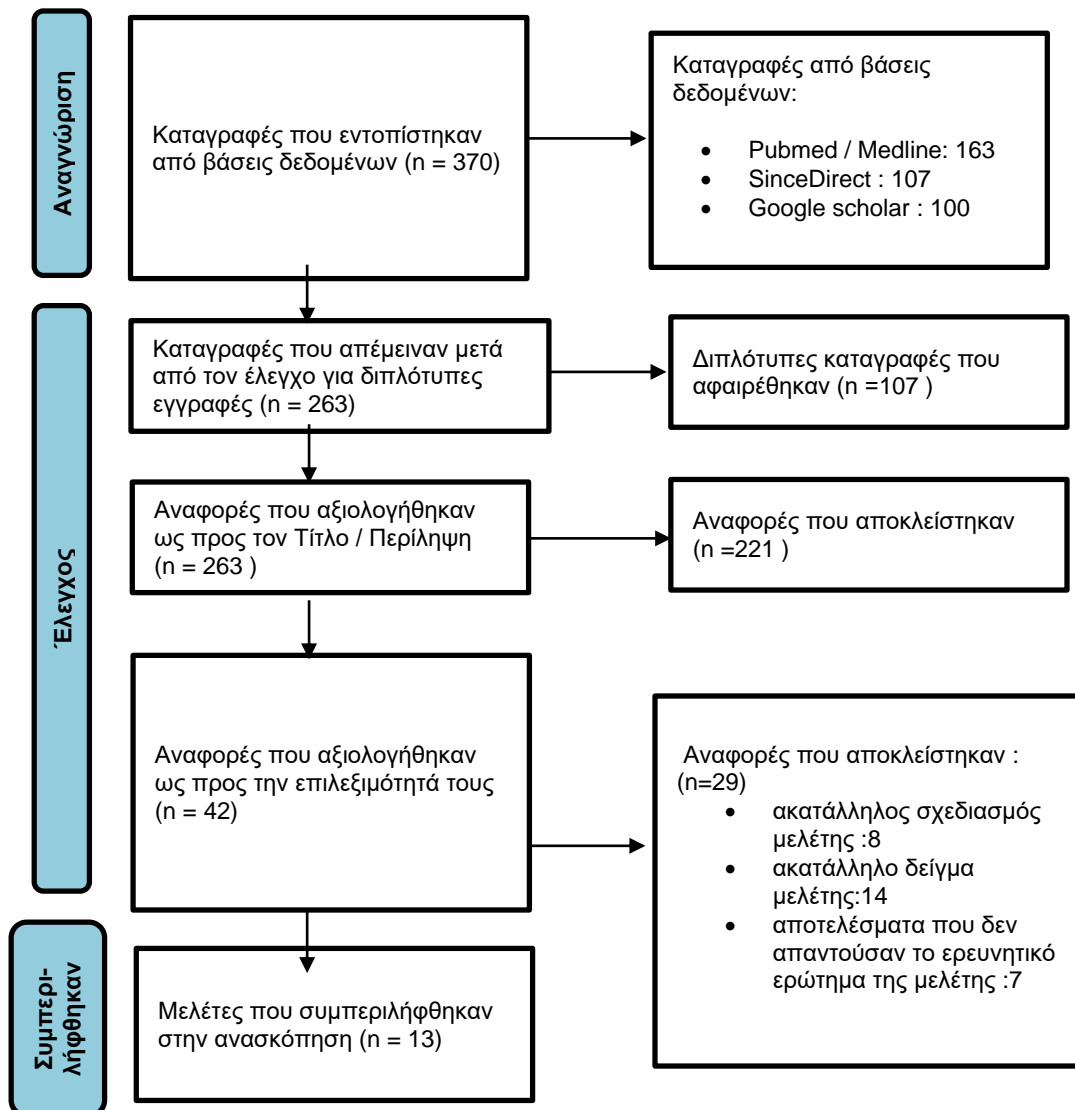 Αναγνώριση
Καταγραφές που εντοπίστηκαν
από βάσεις δεδομένων (n = 370)
Καταγραφές από βάσεις
δεδομένων:
• Pubmed / Medline: 163
• SinceDirect : 107
• Google scholar : 100
Έλεγχος
Καταγραφές που απέμειναν μετά
από τον έλεγχο για διπλότυπες
εγγραφές (n = 263)
Διπλότυπες καταγραφές που
αφαιρέθηκαν (n =107 )
Αναφορές που αξιολογήθηκαν
ως προς τον Τίτλο / Περίληψη
(n = 263 )
Αναφορές που αποκλείστηκαν
(n =221 )
Αναφορές που αξιολογήθηκαν
ως προς την επιλεξιμότητά τους
(n = 42)
Αναφορές που αποκλείστηκαν :
(n=29)
• ακατάλληλος σχεδιασμός
μελέτης :8
• ακατάλληλο δείγμα
μελέτης:14
• αποτελέσματα που δεν
απαντούσαν το ερευνητικό
ερώτημα της μελέτης :7
Συμπερι-
λήφθηκαν
Μελέτες που συμπεριλήφθηκαν
στην ανασκόπηση (n = 13)